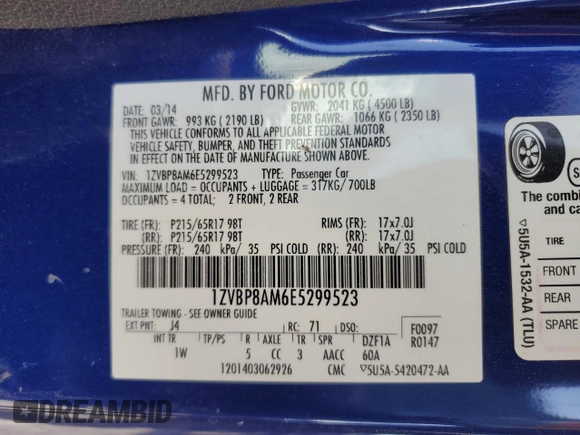 MFD. BY FORD MOTOR CO.
DATE: 03/14 GVWR: 2041 KG ( 4500 LB)
FRONT GAWR: 993 KG ( 2190 LB) REAR GAWR: 1066 KG ( 2350 LB)
THIS VEHICLE CONFORMS TO ALL APPLICABLE FEDERAL MOTOR
VEHICLE SAFETY, BUMPER, AND THEFT PREVENTION STANDARDS
IN EFFECT ON THE DATE OF MANUFACTURE SHOWN ABOVE.
VIN: 1ZVBP8AM6E5299523 TYPE: Passenger Car
MAXIMUM LOAD = OCCUPANTS + LUGGAGE = 317KG/700LB
OCCUPANTS = 4 TOTAL; 2 FRONT, 2 REAR
TIRE (FR): P215/65R17 98T RIMS (FR): 17x7.0J
(RR): P215/65R17 98T (RR): 17x7.0J
PRESSURE (FR): 240 kPa/ 35 PSI COLD (RR): 240 kPa/ 35 PSI COLD
1ZVBP8AM6E5299523
TRAILER TOWING - SEE OWNER GUIDE
EXT PNT: J4 RC: 71 DSO: F0097
INT TR TP/PS R AXLE TR SPR DZF1A R0147
1W 5 CC 3 AACC 60A
1201403062926 CMC ▽5U5A-5420472-AA
The combin
and ca
TIRE
FRONT
REAR
SPARE
▽5U5A-1532-AA (TLU)
DREAMBID